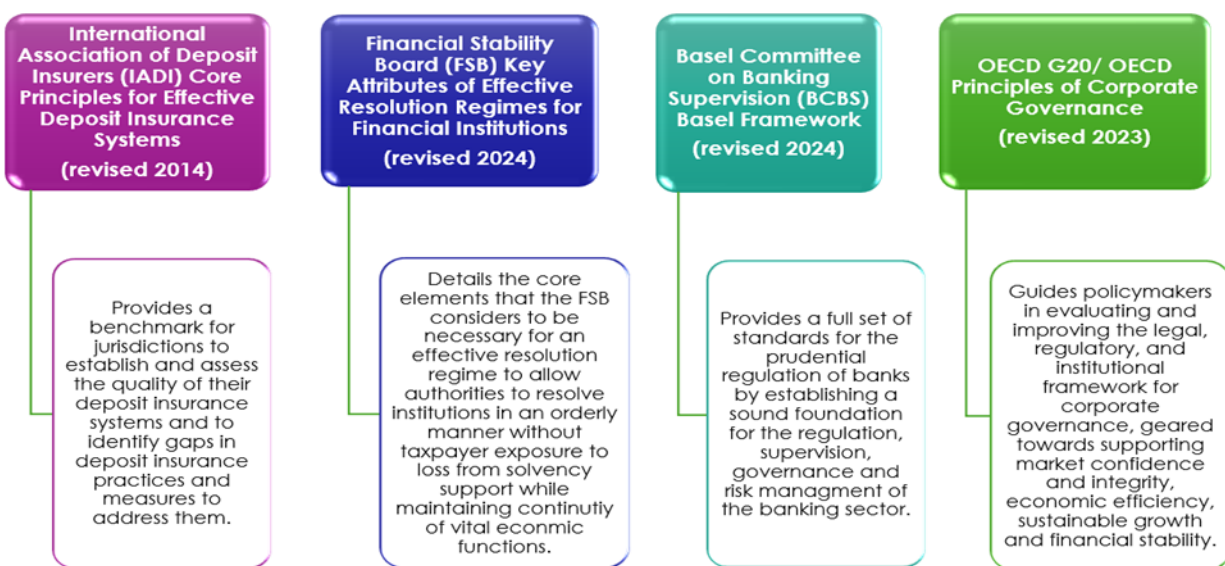 International
Association of Deposit
Insurers (IADI) Core
Principles for Effective
Deposit Insurance
Systems
(revised 2014)
Provides a
benchmark for
jurisdictions to
establish and assess
the quality of their
deposit insurance
systems and to
identify gaps in
deposit insurance
practices and
measures to
address them.
Financial Stability
Board (FSB) Key
Attributes of Effective
Resolution Regimes for
Financial Institutions
(revised 2024)
Details the core
elements that the FSB
considers to be
necessary for an
effective resolution
regime to allow
authorities to resolve
institutions in an orderly
manner without
taxpayer exposure to
loss from solvency
support while
maintaining continutiy
of vital econmic
functions.
Basel Committee
on Banking
Supervision (BCBS)
Basel Framework
(revised 2024)
Provides a full set of
standards for the
prudential
regulation of banks
by establishing a
sound foundation
for the regulation,
supervision,
governance and
risk managment of
the banking sector.
OECD G20/ OECD
Principles of Corporate
Governance
(revised 2023)
Guides policymakers
in evaluating and
improving the legal,
regulatory, and
institutional
framework for
corporate
governance, geared
towards supporting
market confidence
and integrity,
economic efficiency,
sustainable growth
and financial stability.